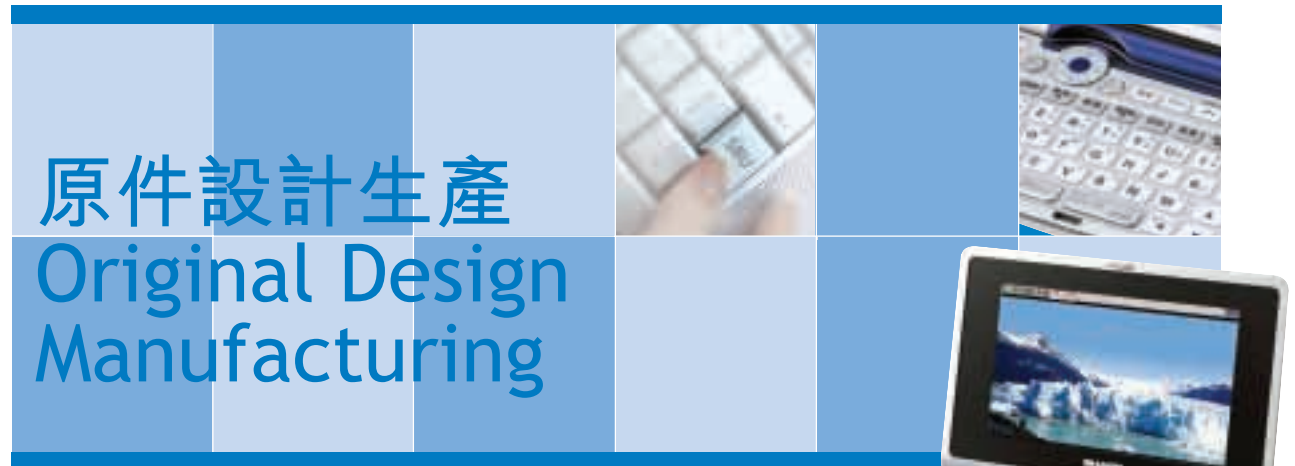 原件設計生產
Original Design
Manufacturing